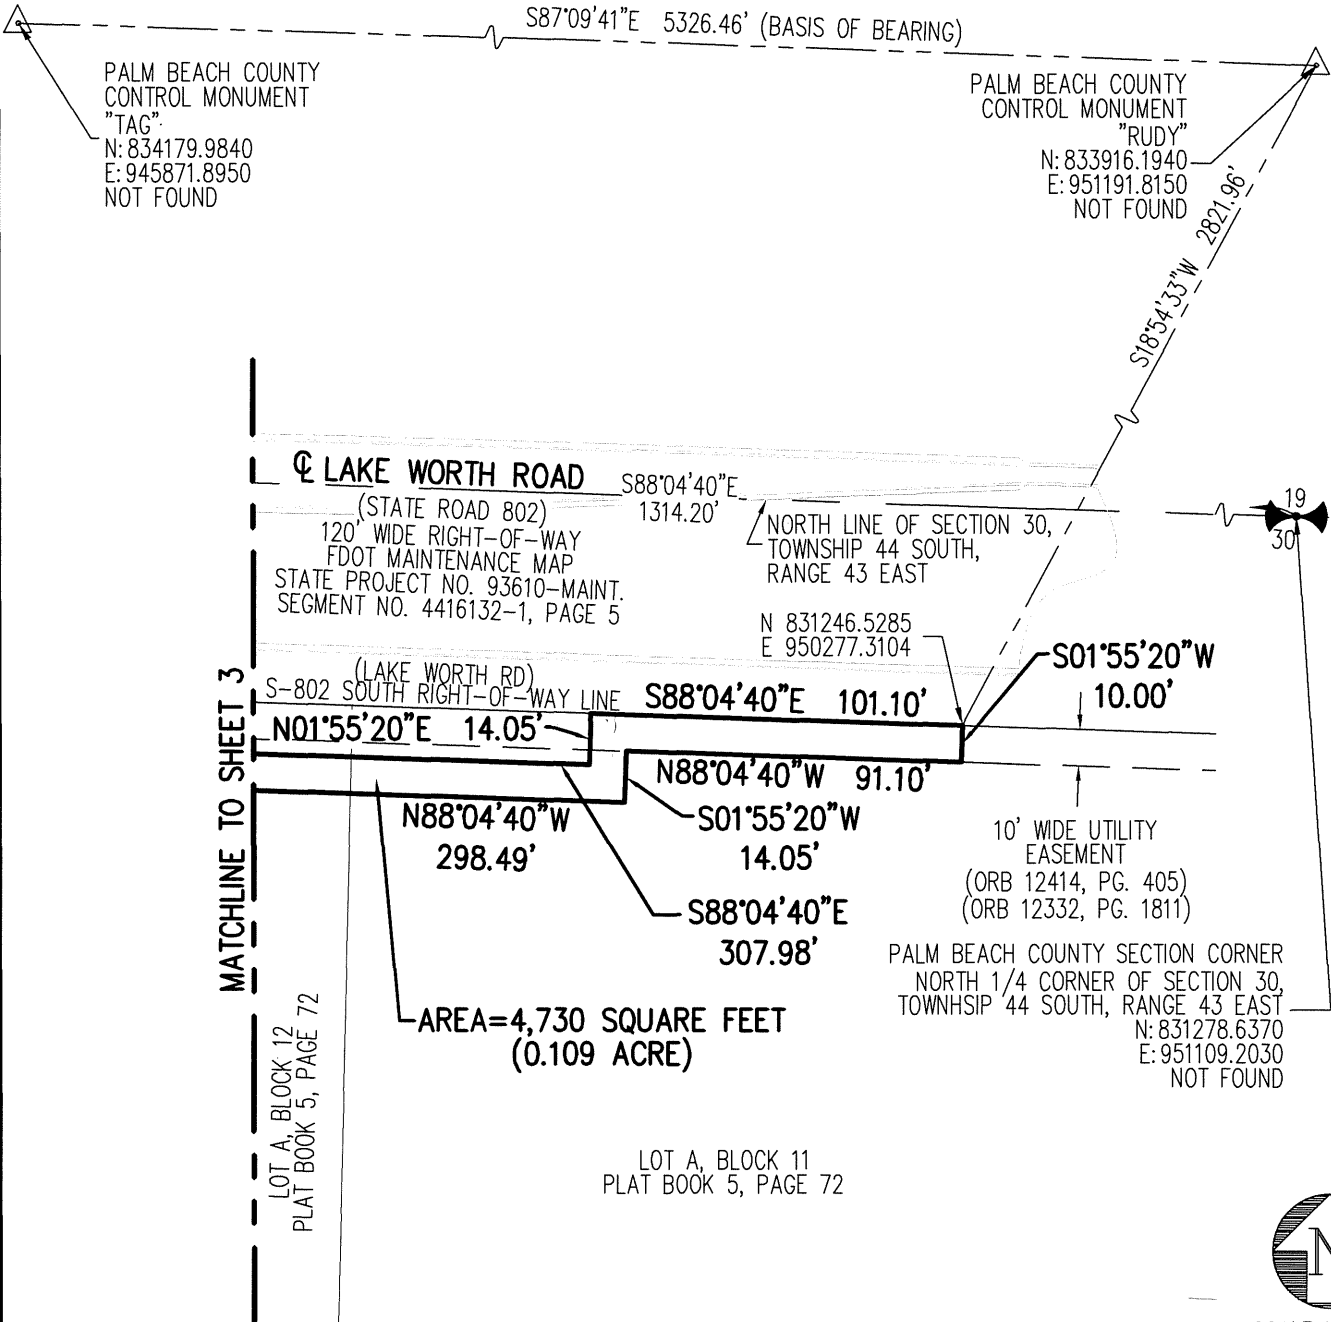 S87°09'41"E 5326.46' (BASIS OF BEARING)
PALM BEACH COUNTY
CONTROL MONUMENT
"TAG"
N: 834179.9840
E: 945871.8950
NOT FOUND
PALM BEACH COUNTY
CONTROL MONUMENT
"RUDY"
N: 833916.1940
E: 951191.8150
NOT FOUND
S18°54'33"W 2821.96'
℄ LAKE WORTH ROAD
(STATE ROAD 802)
120' WIDE RIGHT-OF-WAY
FDOT MAINTENANCE MAP
STATE PROJECT NO. 93610-MAINT.
SEGMENT NO. 4416132-1, PAGE 5
S88°04'40"E
1314.20'
NORTH LINE OF SECTION 30,
TOWNSHIP 44 SOUTH,
RANGE 43 EAST
19
30
N 831246.5285
E 950277.3104
S01°55'20"W
10.00'
(LAKE WORTH RD)
S-802 SOUTH RIGHT-OF-WAY LINE
S88°04'40"E 101.10'
N01°55'20"E 14.05'
N88°04'40"W 91.10'
N88°04'40"W
298.49'
S01°55'20"W
14.05'
S88°04'40"E
307.98'
10' WIDE UTILITY
EASEMENT
(ORB 12414, PG. 405)
(ORB 12332, PG. 1811)
MATCHLINE TO SHEET 3
PALM BEACH COUNTY SECTION CORNER
NORTH 1/4 CORNER OF SECTION 30,
TOWNHSIP 44 SOUTH, RANGE 43 EAST
N: 831278.6370
E: 951109.2030
NOT FOUND
AREA=4,730 SQUARE FEET
(0.109 ACRE)
LOT A, BLOCK 12
PLAT BOOK 5, PAGE 72
LOT A, BLOCK 11
PLAT BOOK 5, PAGE 72
N